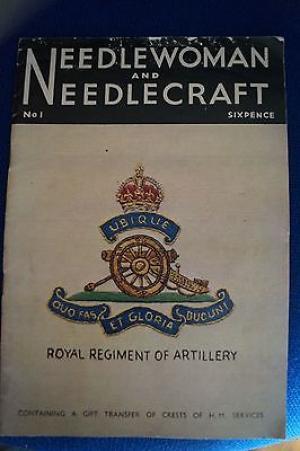 NEEDLEWOMAN
AND
NEEDLECRAFT
No 1 SIXPENCE
UBIQUE
QUO FAS ET GLORIA DUCUNT
ROYAL REGIMENT OF ARTILLERY
CONTAINING A GIFT TRANSFER OF CRESTS OF H.M. SERVICES